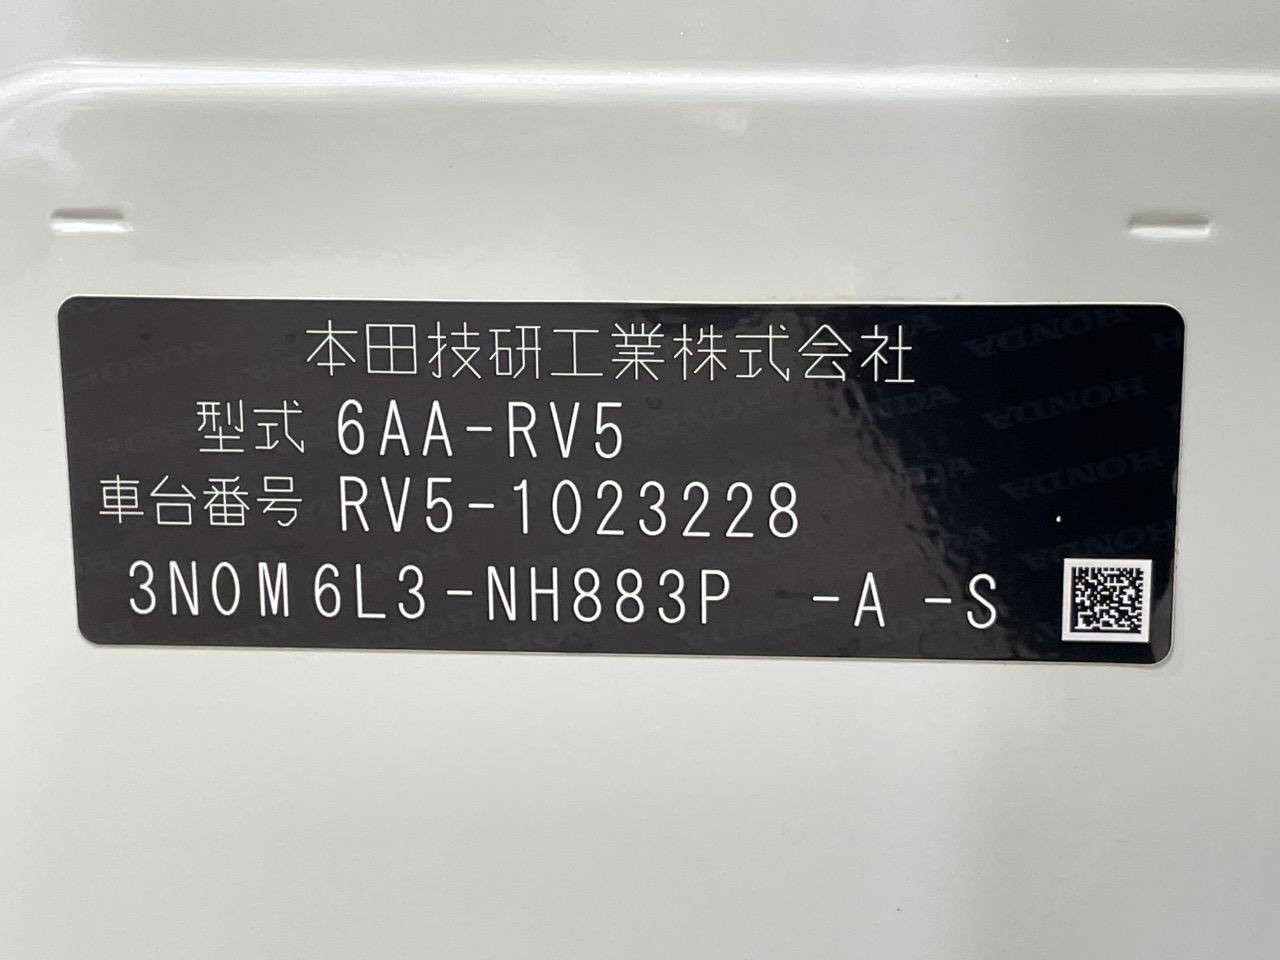 本田技研工業株式会社
型式 6AA-RV5
車台番号 RV5-1023228
3N0M6L3-NH883P -A -S